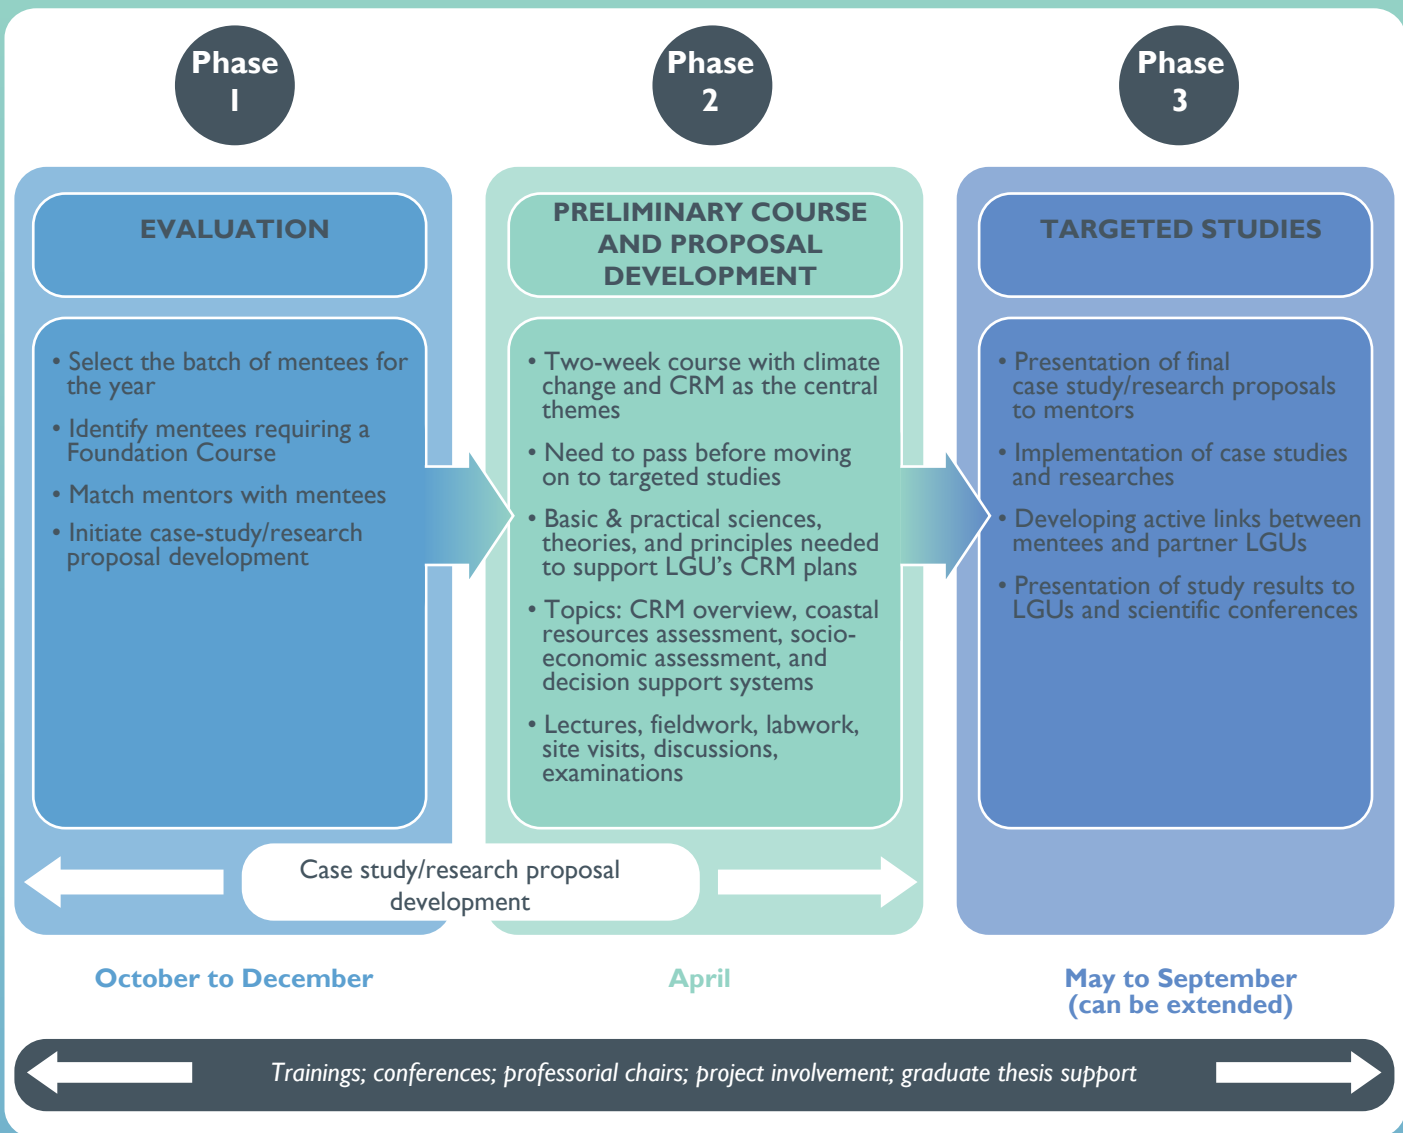 Phase
1
Phase
2
Phase
3
EVALUATION
• Select the batch of mentees for
the year
• Identify mentees requiring a
Foundation Course
• Match mentors with mentees
• Initiate case-study/research
proposal development
PRELIMINARY COURSE
AND PROPOSAL
DEVELOPMENT
• Two-week course with climate
change and CRM as the central
themes
• Need to pass before moving
on to targeted studies
• Basic & practical sciences,
theories, and principles needed
to support LGU's CRM plans
• Topics: CRM overview, coastal
resources assessment, socio-
economic assessment, and
decision support systems
• Lectures, fieldwork, labwork,
site visits, discussions,
examinations
TARGETED STUDIES
• Presentation of final
case study/research proposals
to mentors
• Implementation of case studies
and researches
• Developing active links between
mentees and partner LGUs
• Presentation of study results to
LGUs and scientific conferences
Case study/research proposal
development
October to December
April
May to September
(can be extended)
Trainings; conferences; professorial chairs; project involvement; graduate thesis support